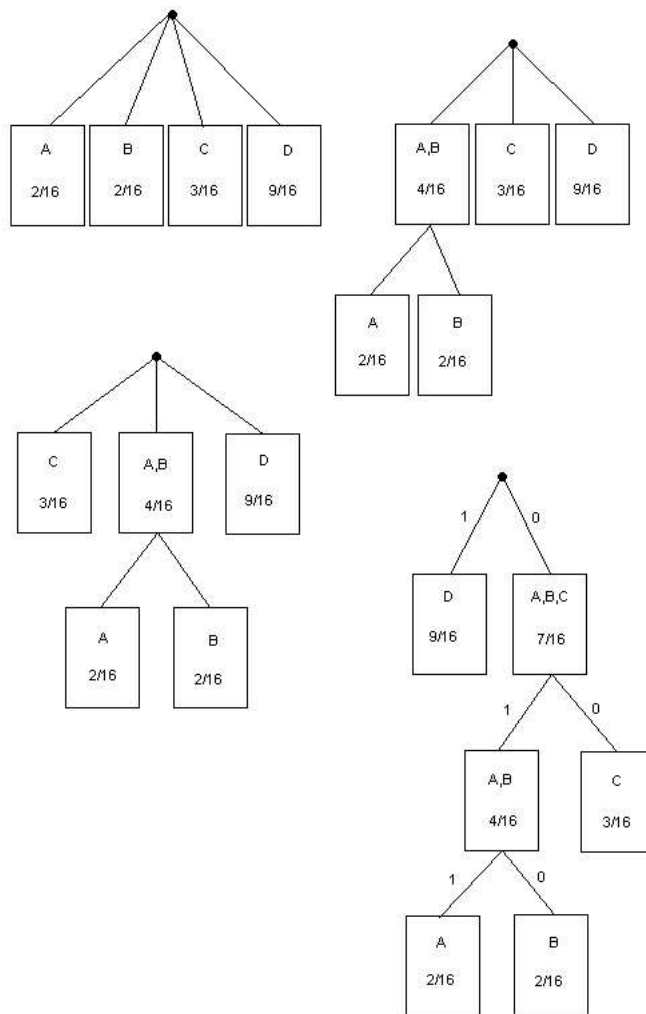 A B C D
2/16 2/16 3/16 9/16
A,B C D
4/16 3/16 9/16
A B
2/16 2/16
C A,B D
3/16 4/16 9/16
A B
2/16 2/16
1 0
D A,B,C
9/16 7/16
1 0
A,B C
4/16 3/16
1 0
A B
2/16 2/16